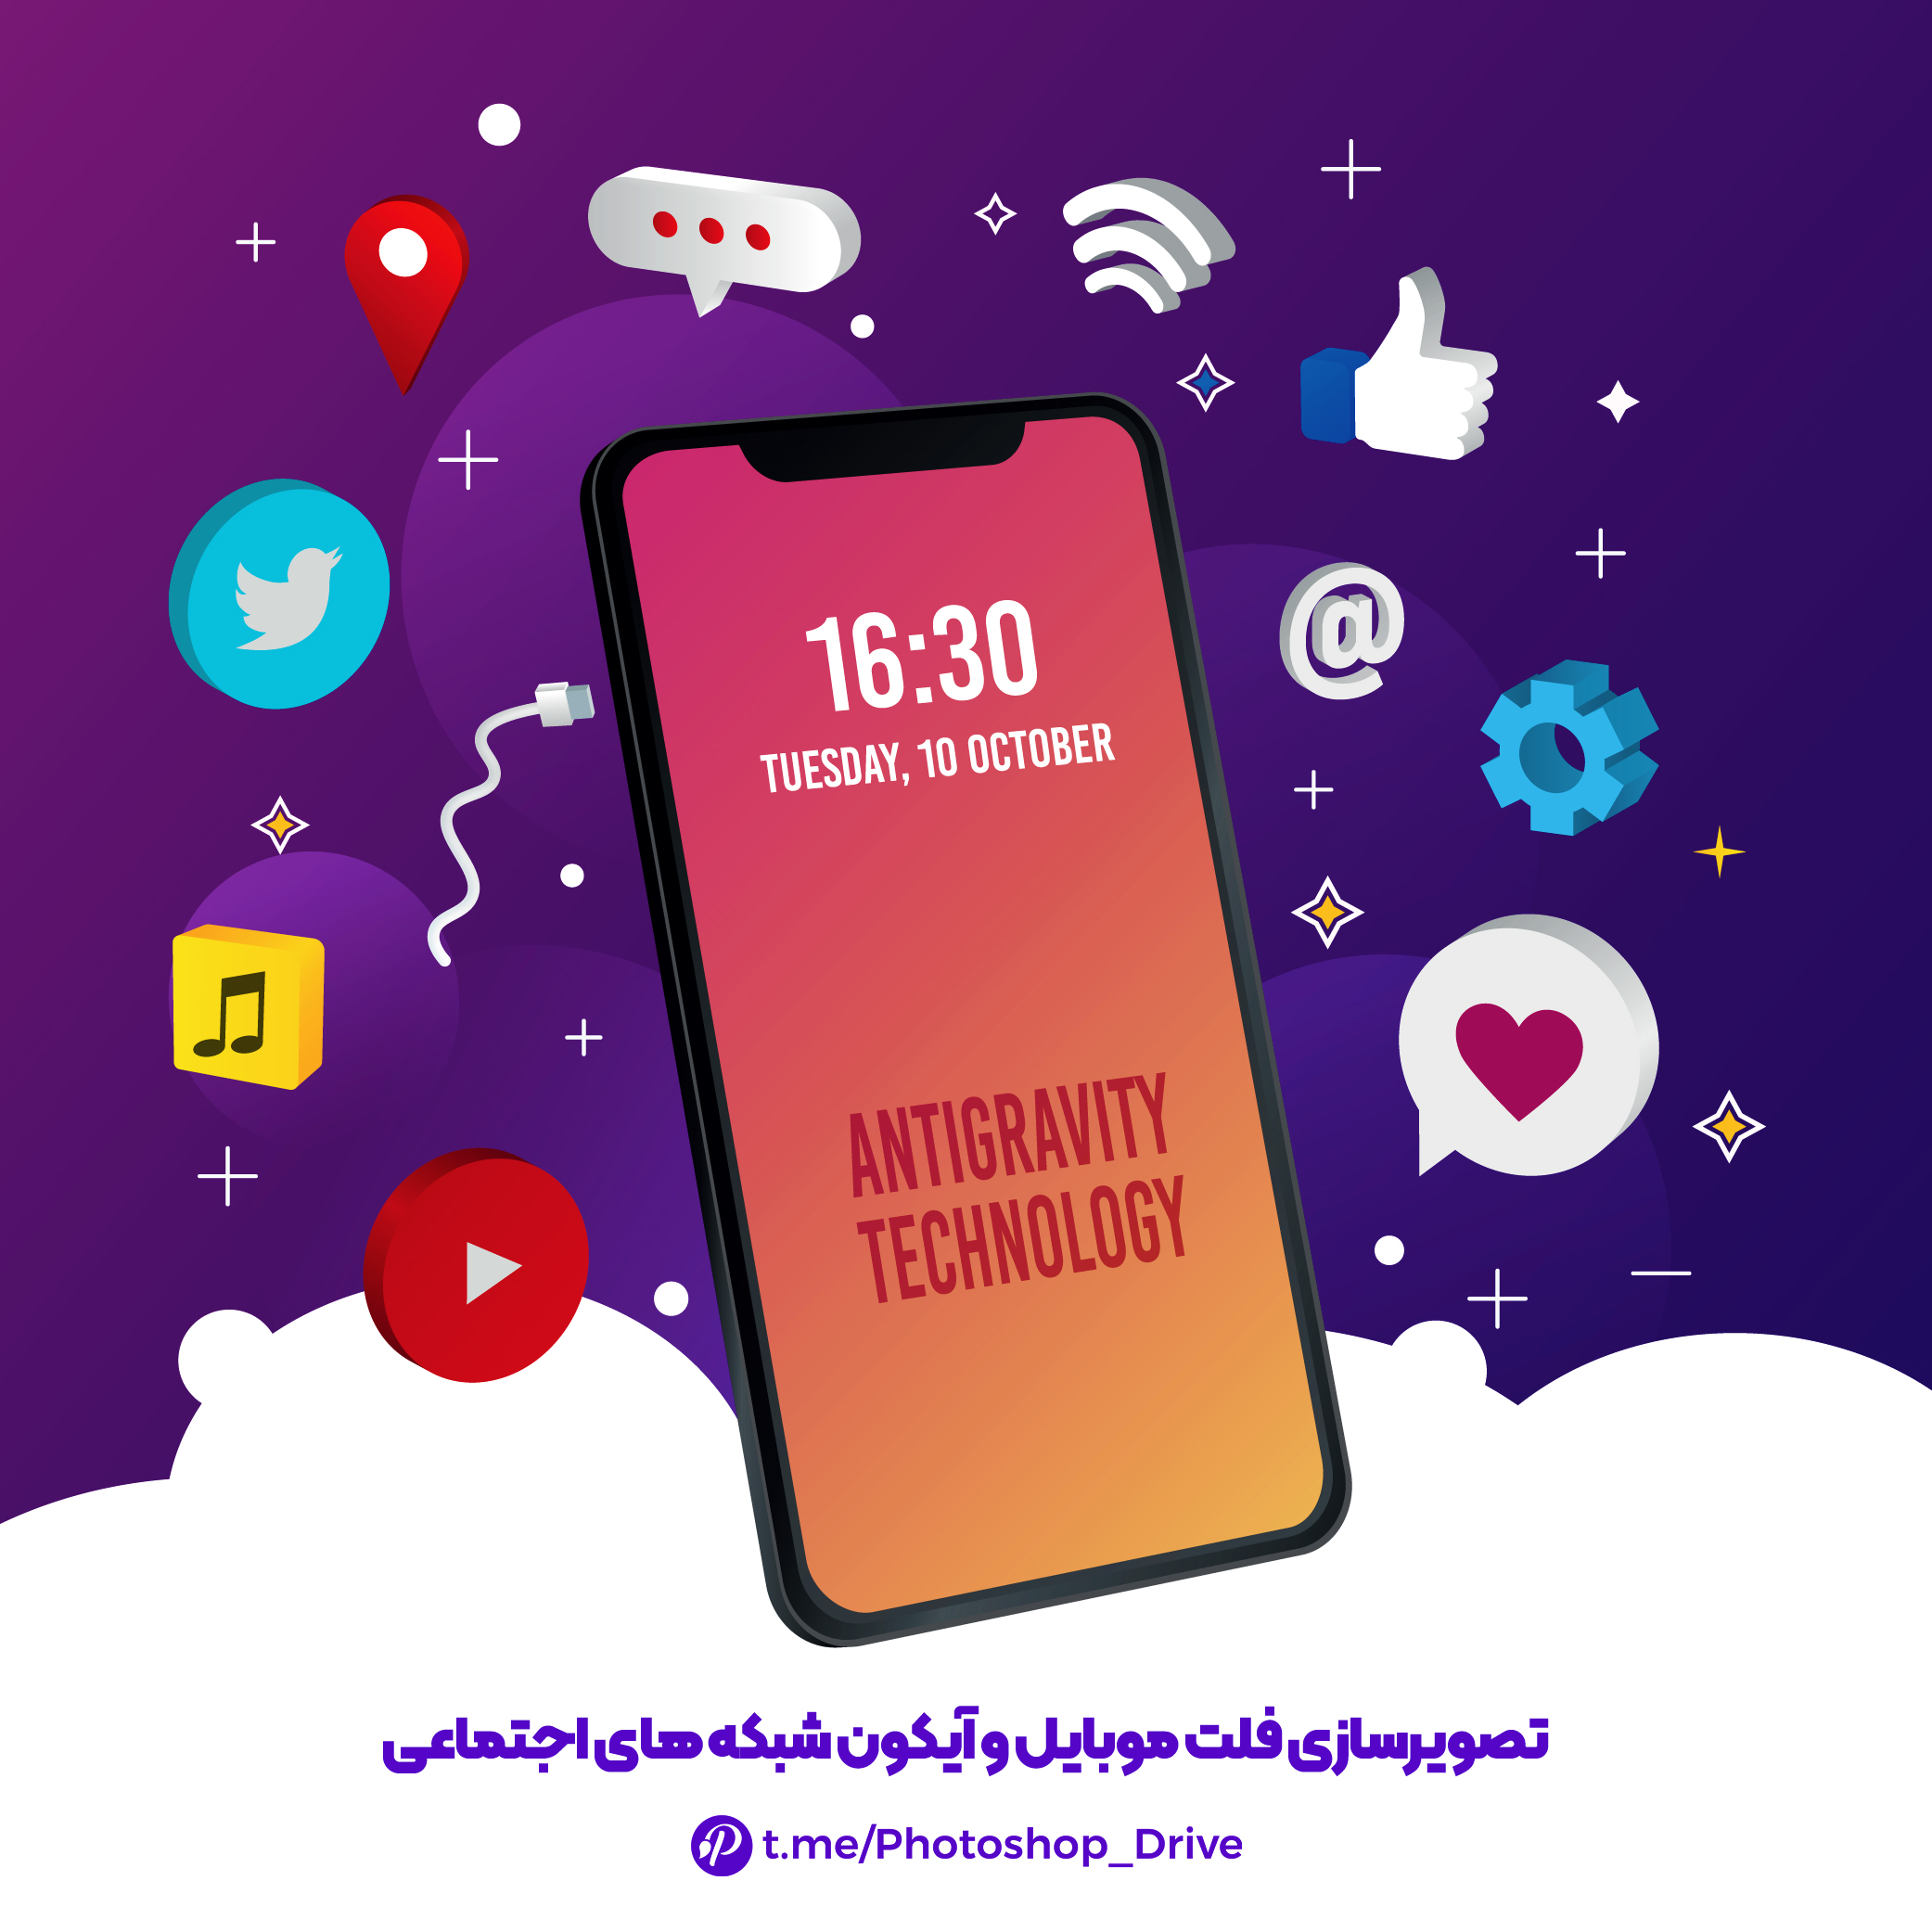 16:30
TUESDAY, 10 OCTOBER
ANTIGRAVITY
TECHNOLOGY
تصویرسازی فلت موبایل و آیکون شبکه های اجتماعی
t.me/Photoshop_Drive